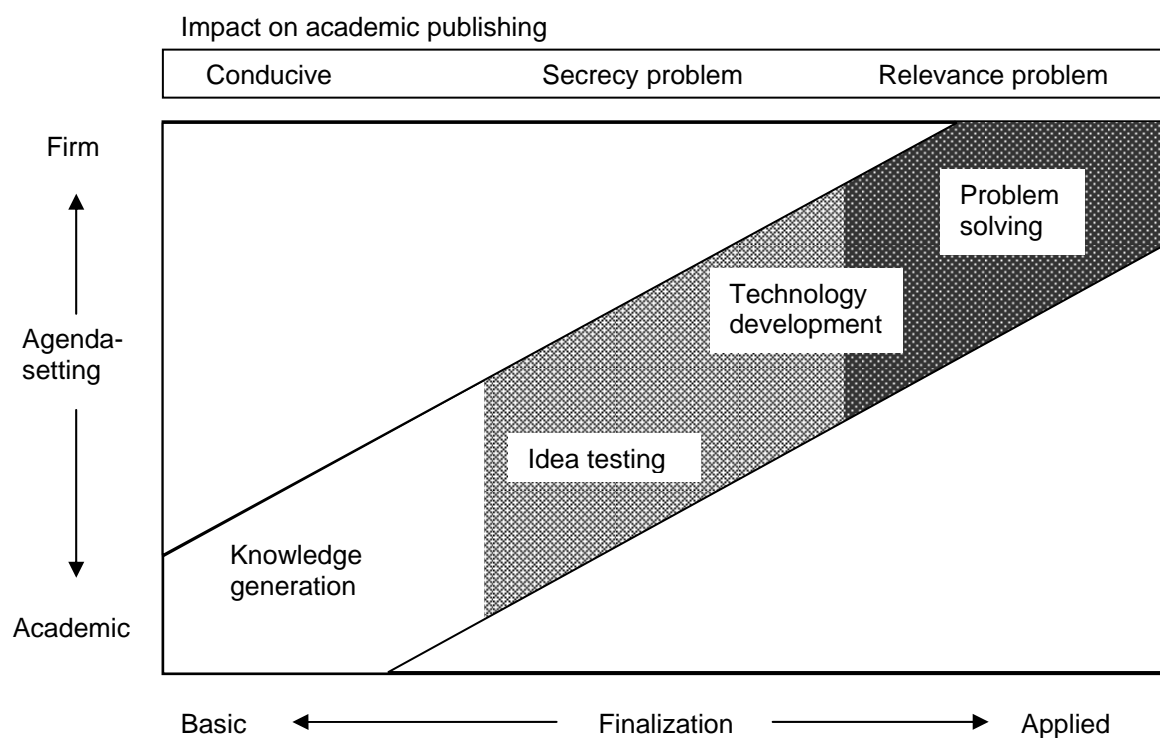 Impact on academic publishing
Conducive Secrecy problem Relevance problem
Firm
Problem
solving
Technology
development
Agenda-
setting
Idea testing
Knowledge
generation
Academic
Basic Finalization Applied